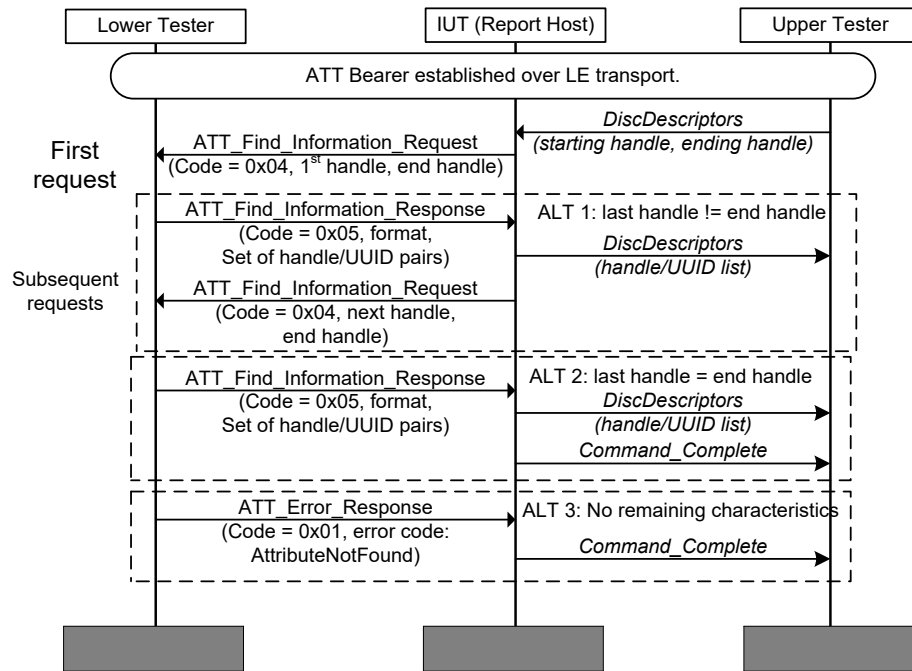 Lower Tester
IUT (Report Host)
Upper Tester
ATT Bearer established over LE transport.
DiscDescriptors
(starting handle, ending handle)
First
request
ATT_Find_Information_Request
(Code = 0x04, 1st handle, end handle)
Subsequent
requests
ATT_Find_Information_Response
(Code = 0x05, format,
Set of handle/UUID pairs)
ALT 1: last handle != end handle
DiscDescriptors
(handle/UUID list)
ATT_Find_Information_Request
(Code = 0x04, next handle,
end handle)
ATT_Find_Information_Response
(Code = 0x05, format,
Set of handle/UUID pairs)
ALT 2: last handle = end handle
DiscDescriptors
(handle/UUID list)
Command_Complete
ATT_Error_Response
(Code = 0x01, error code:
AttributeNotFound)
ALT 3: No remaining characteristics
Command_Complete